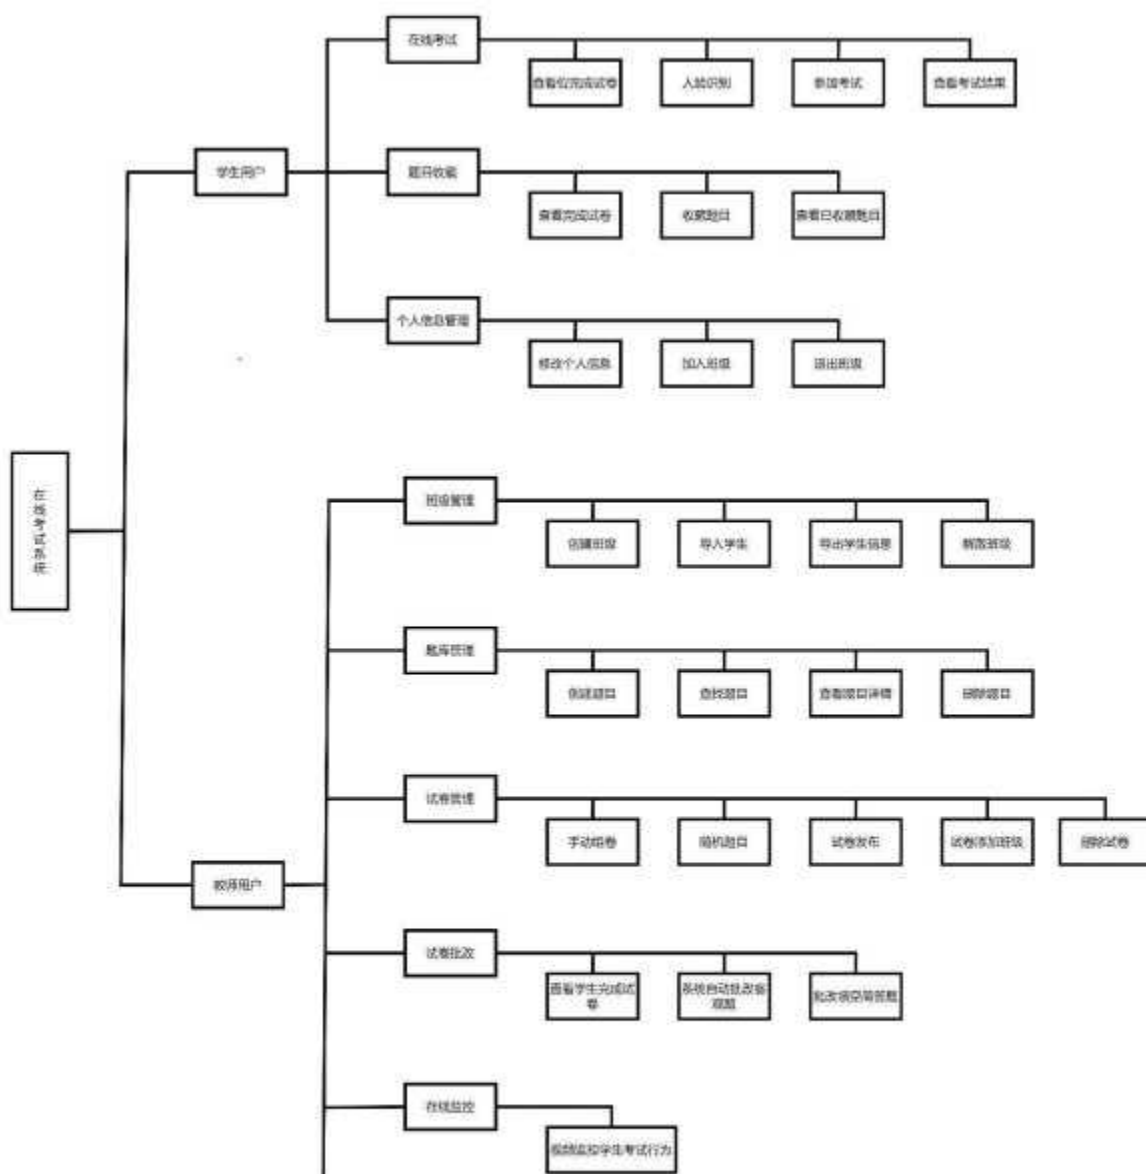 在线考试
查看位完成试卷
人脸识别
参加考试
查看考试结果
学生用户
题目收藏
查看完成试卷
收藏题目
查看已收藏题目
个人信息管理
修改个人信息
加入班级
退出班级
在线考试系统
班级管理
创建班级
导入学生
导出学生信息
解散班级
题库管理
创建题目
查找题目
查看题目详情
删除题目
试卷管理
手动组卷
随机题目
试卷发布
试卷添加班级
删除试卷
教师用户
试卷批改
查看学生完成试
卷
系统自动批改客
观题
批改填空简答题
在线监控
视频监控学生考试行为